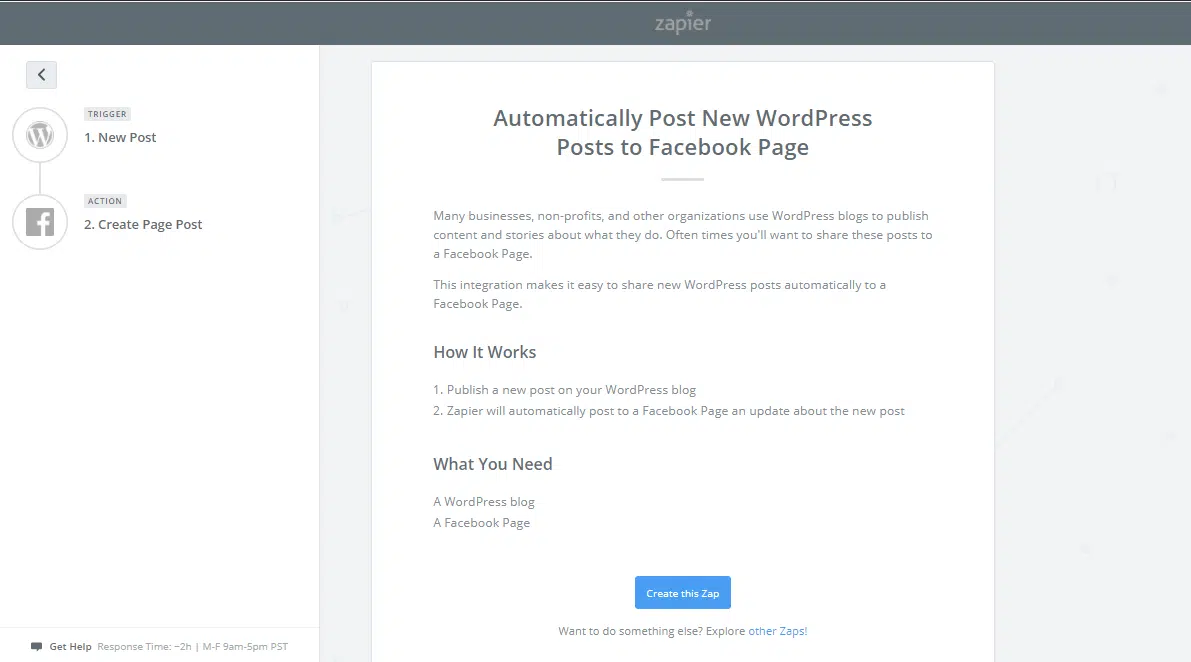 zapier
TRIGGER
1. New Post
ACTION
2. Create Page Post
Automatically Post New WordPress
Posts to Facebook Page
Many businesses, non-profits, and other organizations use WordPress blogs to publish
content and stories about what they do. Often times you'll want to share these posts to
a Facebook Page.
This integration makes it easy to share new WordPress posts automatically to a
Facebook Page.
How It Works
1. Publish a new post on your WordPress blog
2. Zapier will automatically post to a Facebook Page an update about the new post
What You Need
A WordPress blog
A Facebook Page
Create this Zap
Want to do something else? Explore other Zaps!
Get Help Response Time: ~2h | M-F 9am-5pm PST